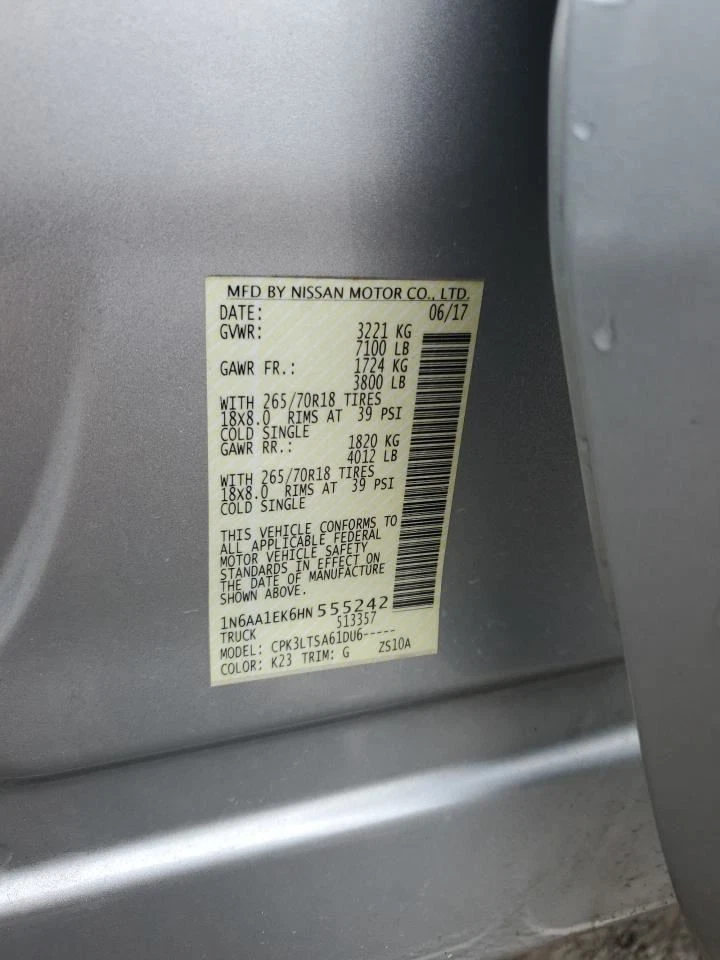 MFD BY NISSAN MOTOR CO., LTD.
DATE: 06/17
GVWR: 3221 KG
7100 LB
GAWR FR.: 1724 KG
3800 LB
WITH 265/70R18 TIRES
18X8.0 RIMS AT 39 PSI
COLD SINGLE
GAWR RR.: 1820 KG
4012 LB
WITH 265/70R18 TIRES
18X8.0 RIMS AT 39 PSI
COLD SINGLE
THIS VEHICLE CONFORMS TO
ALL APPLICABLE FEDERAL
MOTOR VEHICLE SAFETY
STANDARDS IN EFFECT ON
THE DATE OF MANUFACTURE
SHOWN ABOVE.
1N6AA1EK6HN 555242
TRUCK 513357
MODEL: CPK3LTSA61DU6-----
COLOR: K23 TRIM: G ZS10A